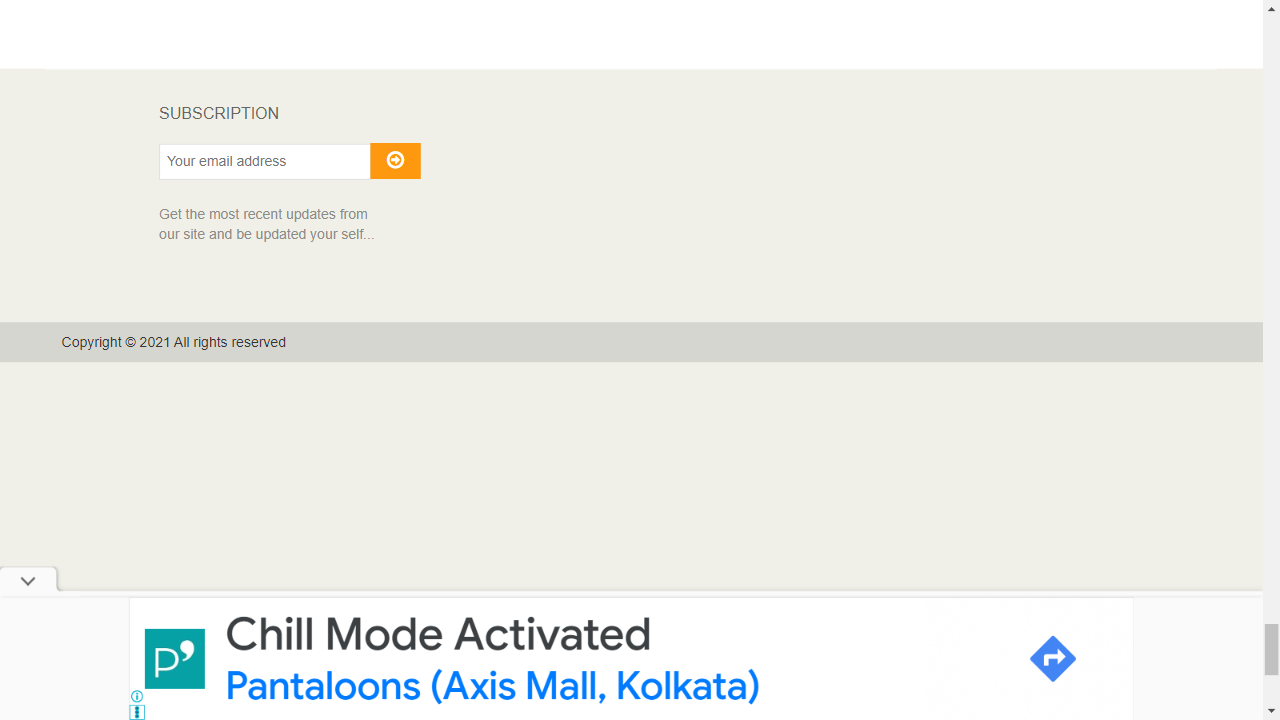 SUBSCRIPTION
Your email address
Get the most recent updates from
our site and be updated your self...
Copyright © 2021 All rights reserved
Chill Mode Activated
Pantaloons (Axis Mall, Kolkata)